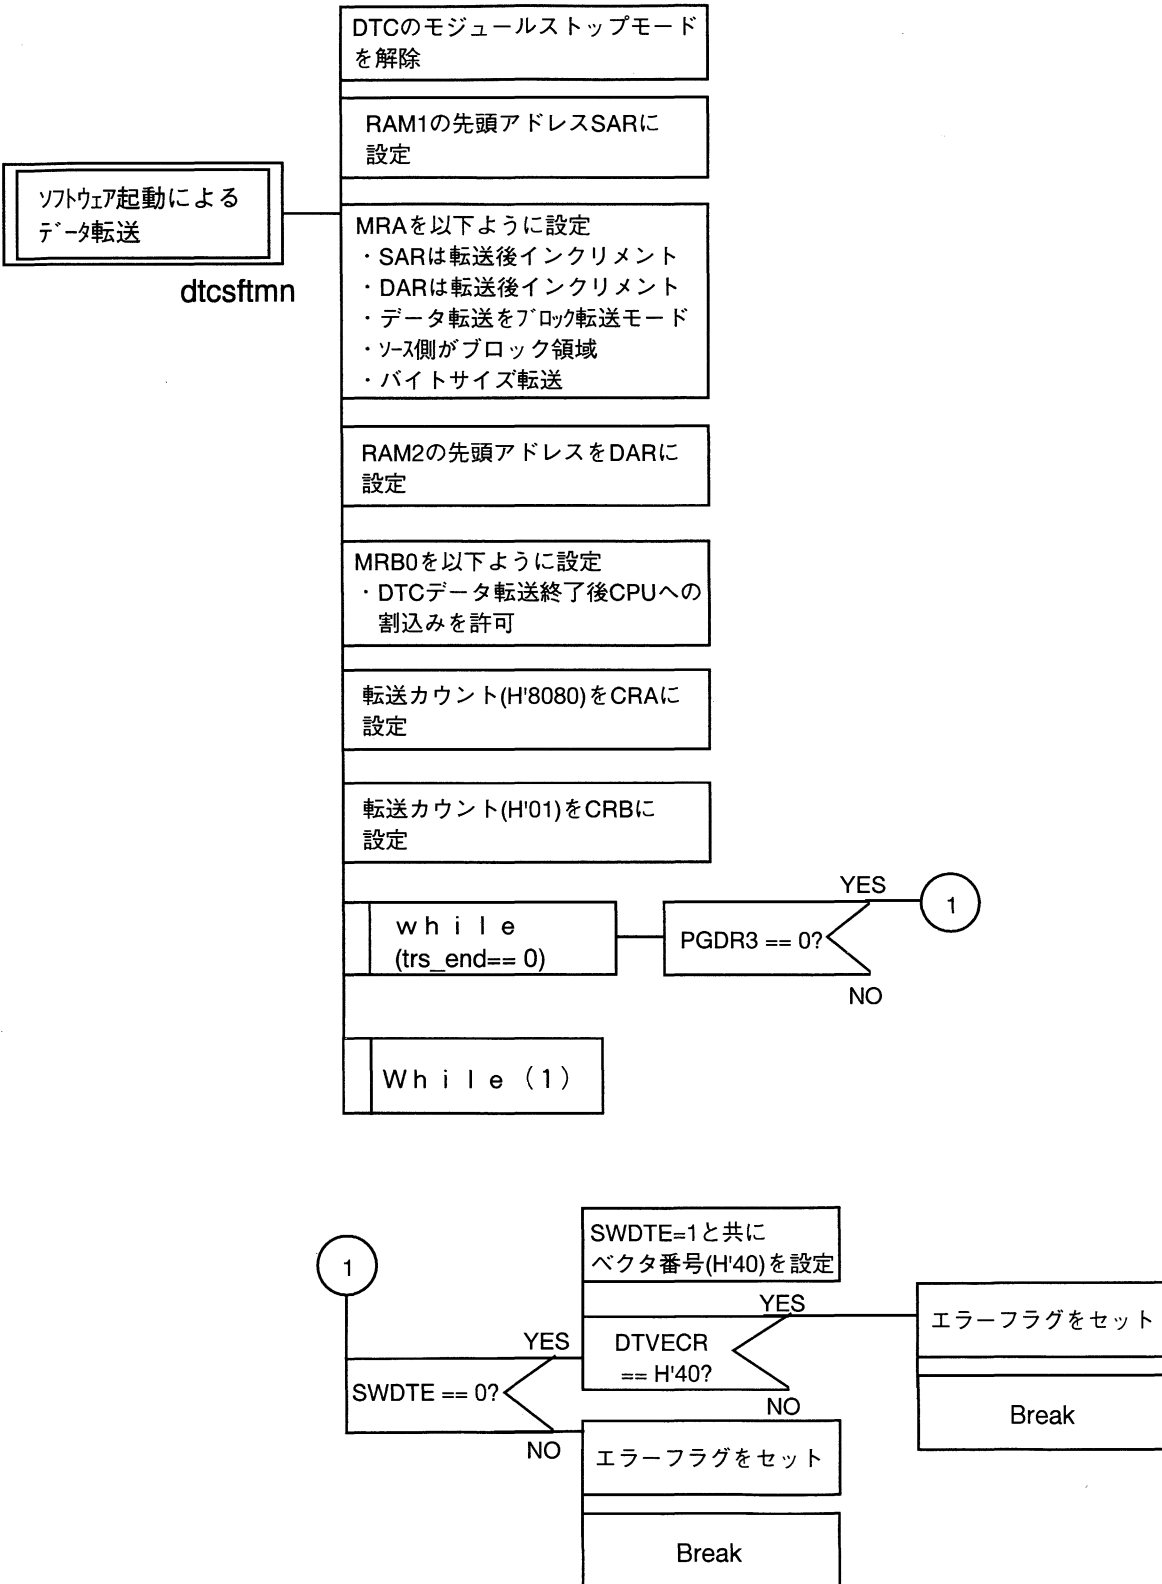 DTCのモジュールストップモード
を解除
RAM1の先頭アドレスSARに
設定
ソフトウェア起動による
データ転送
dtcsftmn
MRAを以下ように設定
・SARは転送後インクリメント
・DARは転送後インクリメント
・データ転送をブロック転送モード
・ソース側がブロック領域
・バイトサイズ転送
RAM2の先頭アドレスをDARに
設定
MRB0を以下ように設定
・DTCデータ転送終了後CPUへの
割込みを許可
転送カウント(H'8080)をCRAに
設定
転送カウント(H'01)をCRBに
設定
while
(trs_end== 0)
PGDR3 == 0?
YES
1
NO
While（1）
1
SWDTE == 0?
YES
NO
SWDTE=1と共に
ベクタ番号(H'40)を設定
DTVECR
== H'40?
YES
NO
エラーフラグをセット
Break
エラーフラグをセット
Break